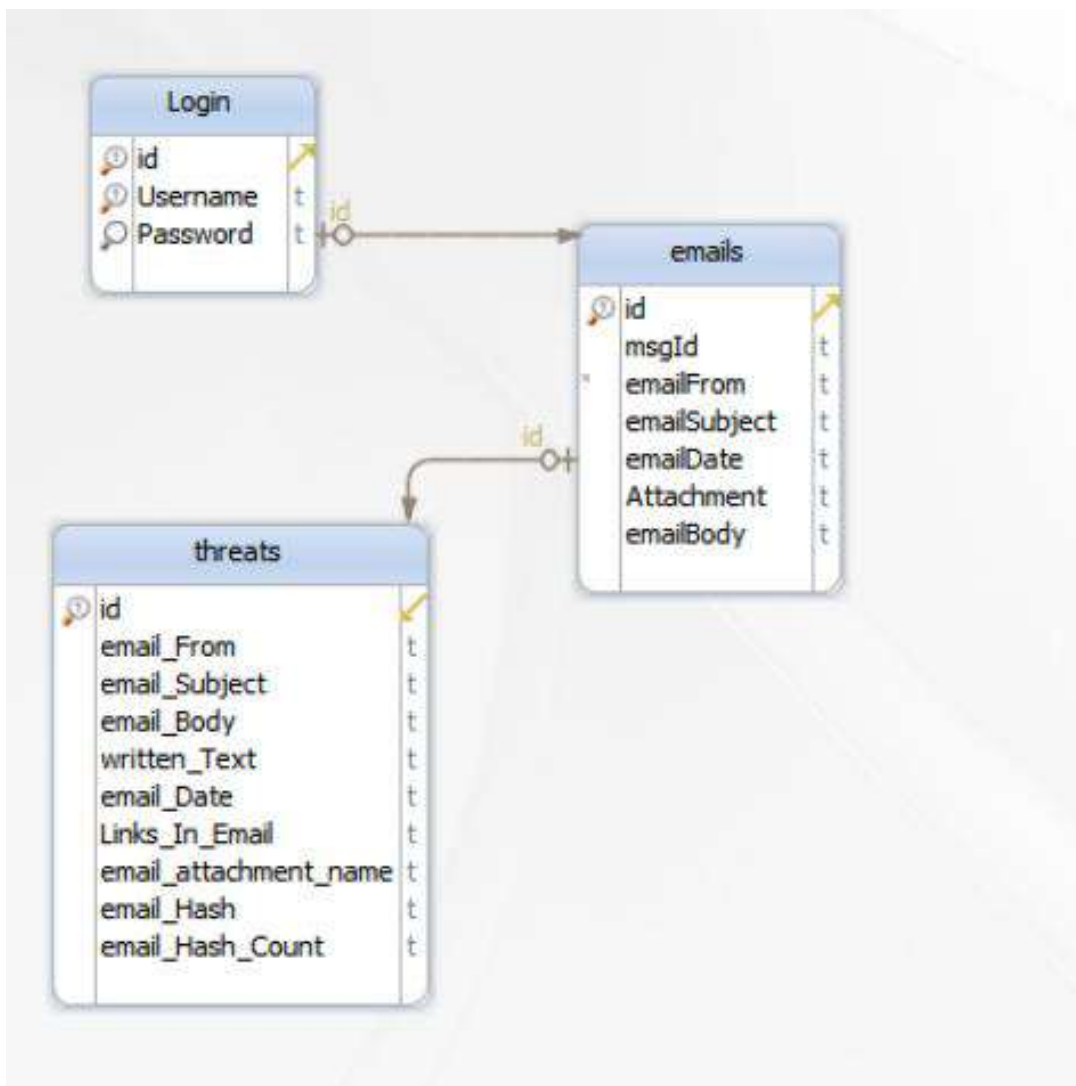 Login
id
Username t
Password t
id
emails
id
msgId t
emailFrom t
emailSubject t
emailDate t
Attachment t
emailBody t
id
threats
id
email_From t
email_Subject t
email_Body t
written_Text t
email_Date t
Links_In_Email t
email_attachment_name t
email_Hash t
email_Hash_Count t